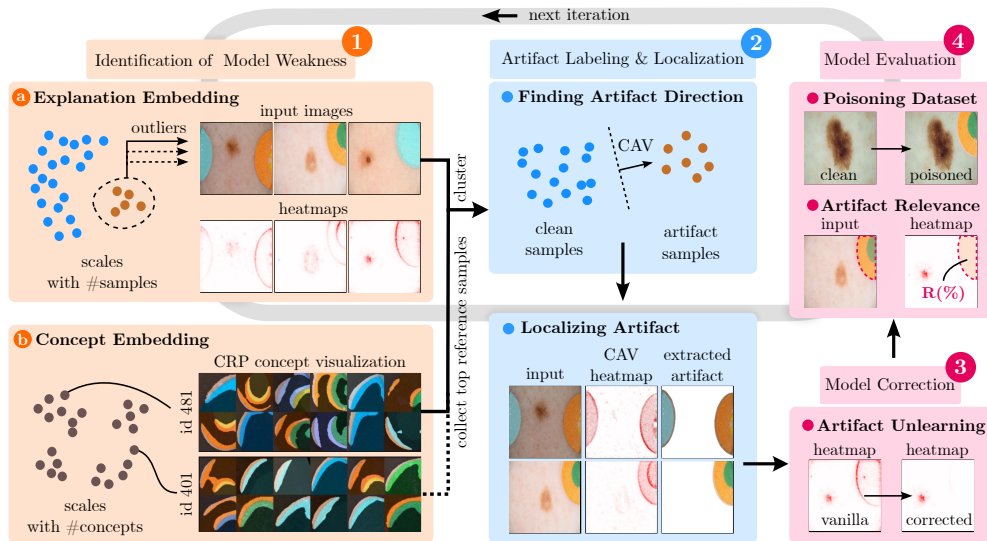 next iteration
1
Identification of Model Weakness
a Explanation Embedding
outliers
input images
heatmaps
scales
with #samples
cluster
collect top reference samples
b Concept Embedding
CRP concept visualization
id 481
id 401
scales
with #concepts
2
Artifact Labeling & Localization
Finding Artifact Direction
CAV
clean
samples
artifact
samples
Localizing Artifact
input
CAV
heatmap
extracted
artifact
3
Model Correction
Artifact Unlearning
heatmap
heatmap
vanilla
corrected
4
Model Evaluation
Poisoning Dataset
clean
poisoned
Artifact Relevance
input
heatmap
R(%)